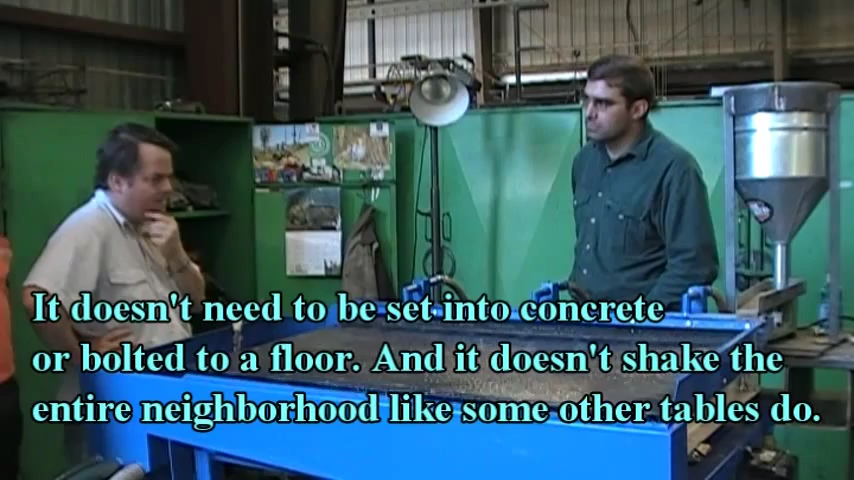 It doesn't need to be set into concrete
or bolted to a floor. And it doesn't shake the
entire neighborhood like some other tables do.